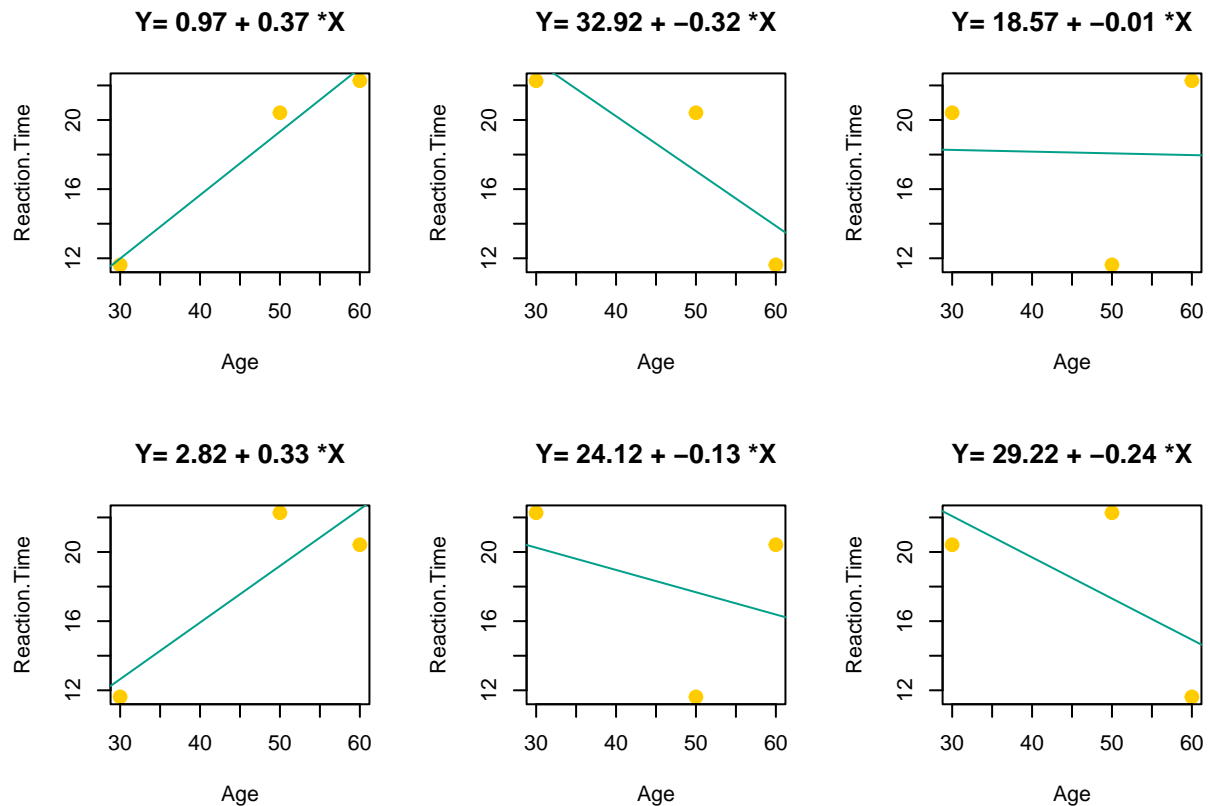 Y= 0.97 + 0.37 *X
Y= 32.92 + −0.32 *X
Y= 18.57 + −0.01 *X
Reaction.Time
12
16
20
30
40
50
60
Age
Reaction.Time
12
16
20
30
40
50
60
Age
Reaction.Time
12
16
20
30
40
50
60
Age
Y= 2.82 + 0.33 *X
Y= 24.12 + −0.13 *X
Y= 29.22 + −0.24 *X
Reaction.Time
12
16
20
30
40
50
60
Age
Reaction.Time
12
16
20
30
40
50
60
Age
Reaction.Time
12
16
20
30
40
50
60
Age